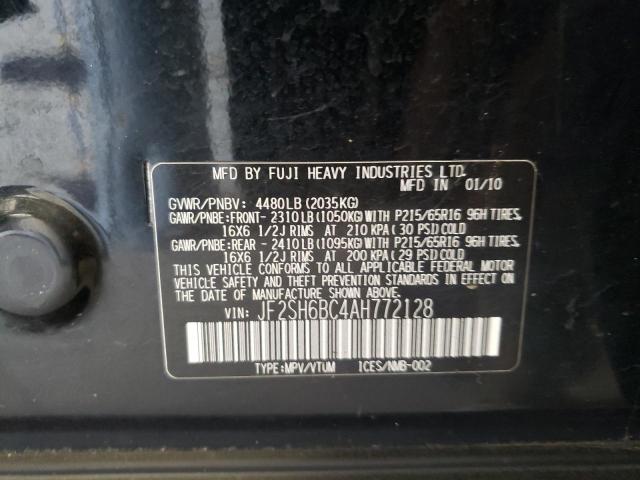 MFD BY FUJI HEAVY INDUSTRIES LTD.
MFD IN 01/10
GVWR/PNBV: 4480LB(2035KG)
GAWR/PNBE:FRONT-2310LB(1050KG)WITH P215/65R16 96H TIRES,
16X6 1/2J RIMS AT 210 KPA (30 PSI)COLD
GAWR/PNBE:REAR -2410LB(1095KG)WITH P215/65R16 96H TIRES,
16X6 1/2J RIMS AT 200 KPA (29 PSI)COLD
THIS VEHICLE CONFORMS TO ALL APPLICABLE FEDERAL MOTOR
VEHICLE SAFETY, BUMPER,
AND THEFT PREVENTION STANDARDS IN EFFECT ON THE
DATE OF MANUFACTURE SHOWN ABOVE.
VIN: JF2SH6BC4AH772128
TYPE:MPV/VTUM ICES/NMB-002